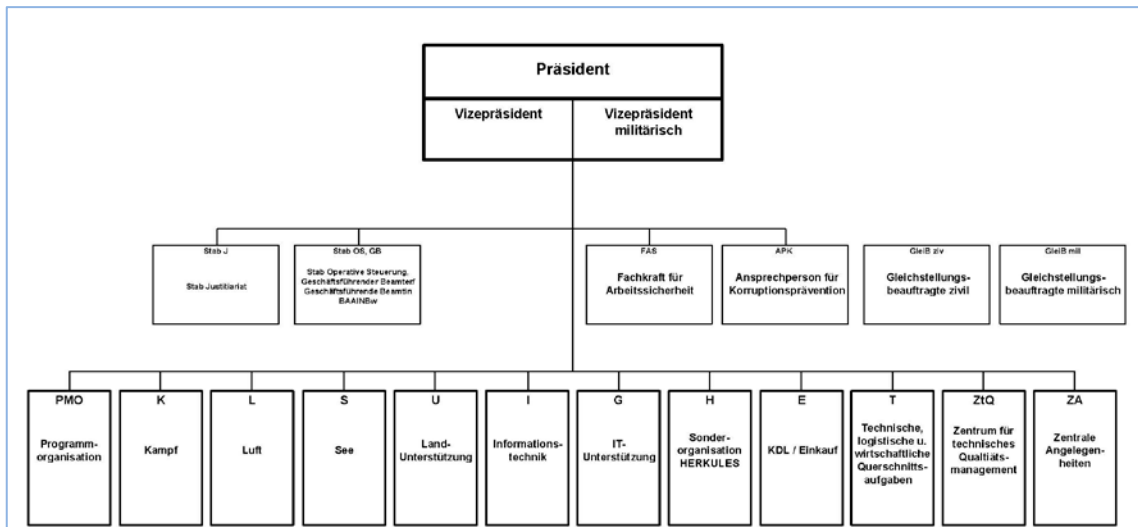 Präsident
Vizepräsident
Vizepräsident
militärisch
Stab J
Stab Justitiariat
Stab OS, GB
Stab Operative Steuerung,
Geschäftsführender Beamter/
Geschäftsführende Beamtin
BAAINBw
FAS
Fachkraft für
Arbeitssicherheit
APK
Ansprechperson für
Korruptionsprävention
GleiB ziv
Gleichstellungs-
beauftragte zivil
GleiB mil
Gleichstellungs-
beauftragte militärisch
PMO
Programm-
organisation
K
Kampf
L
Luft
S
See
U
Land-
Unterstützung
I
Informations-
technik
G
IT-
Unterstützung
H
Sonder-
organisation
HERKULES
E
KDL / Einkauf
T
Technische,
logistische u.
wirtschaftliche
Querschnitts-
aufgaben
ZtQ
Zentrum für
technisches
Qualtiäts-
management
ZA
Zentrale
Angelegen-
heiten